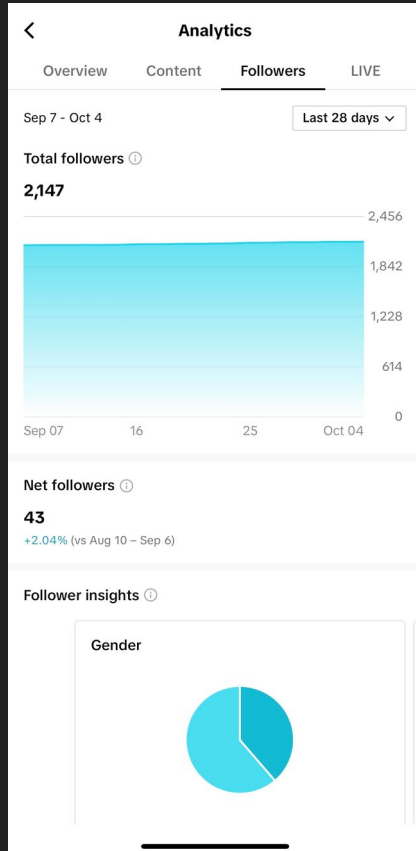 Analytics
Overview Content Followers LIVE
Sep 7 - Oct 4 Last 28 days
Total followers
2,147
2,456
1,842
1,228
614
0
Sep 07 16 25 Oct 04
Net followers
43
+2.04% (vs Aug 10 – Sep 6)
Follower insights
Gender